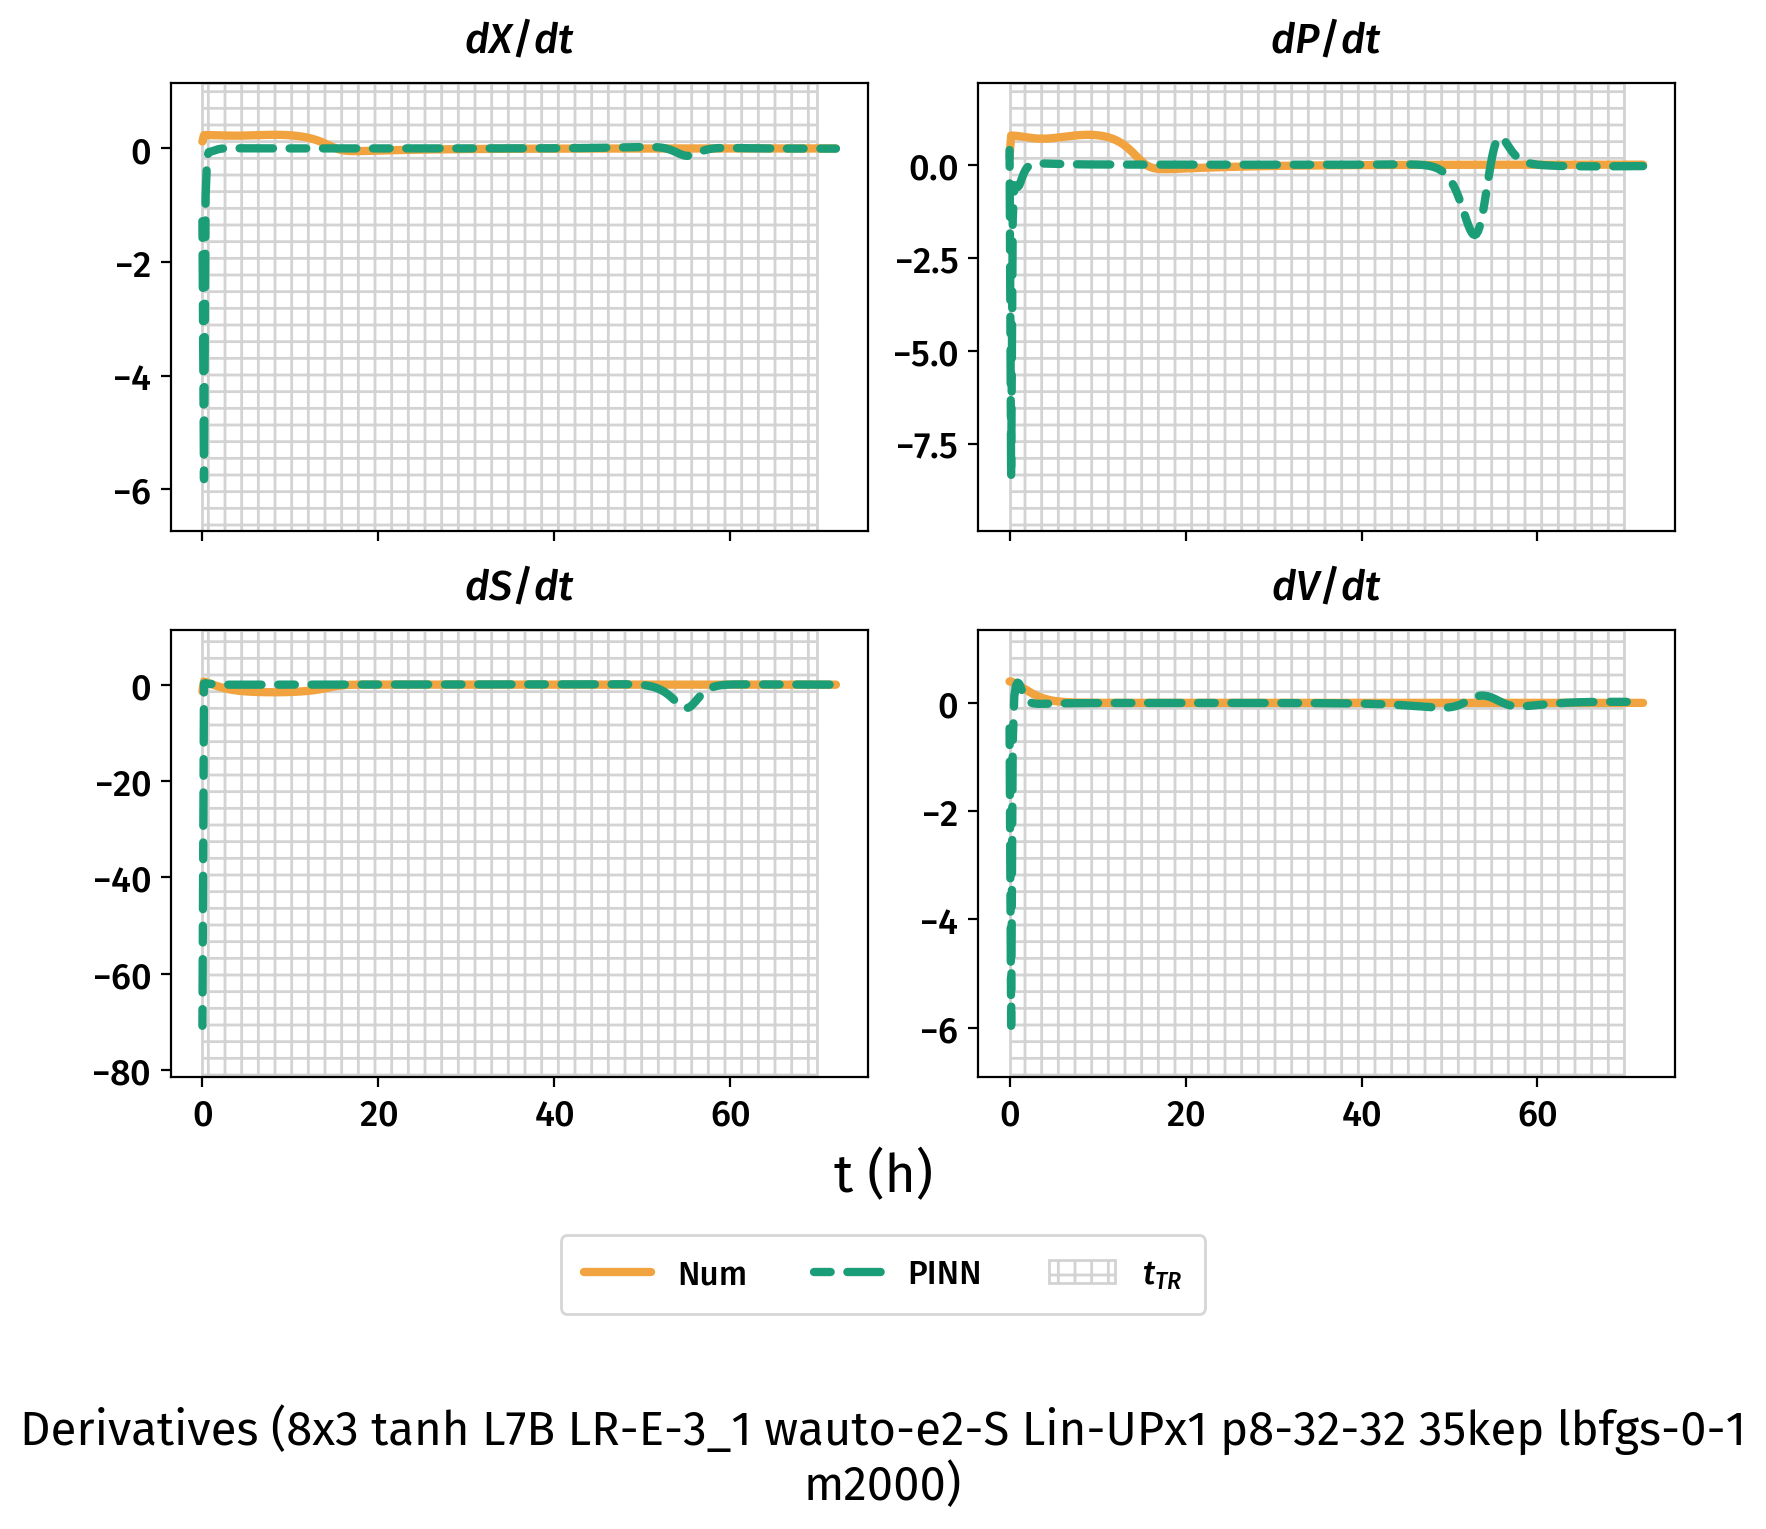 dX/dt
dP/dt
0
−2
−4
−6
0.0
−2.5
−5.0
−7.5
dS/dt
dV/dt
0
−20
−40
−60
−80
0
−2
−4
−6
0 20 40 60
0 20 40 60
t (h)
Num PINN tTR
Derivatives (8x3 tanh L7B LR-E-3_1 wauto-e2-S Lin-UPx1 p8-32-32 35kep lbfgs-0-1
m2000)